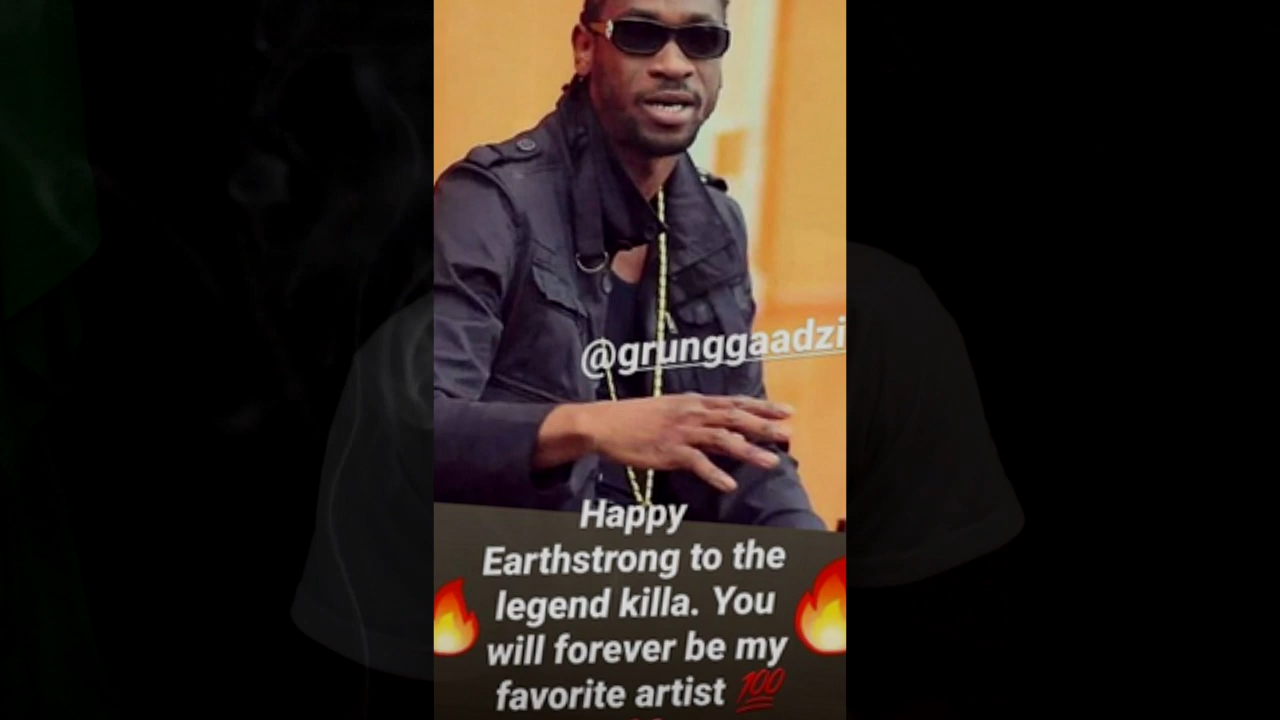 @grunggaadzi
Happy
Earthstrong to the
legend killa. You
will forever be my
favorite artist 💯